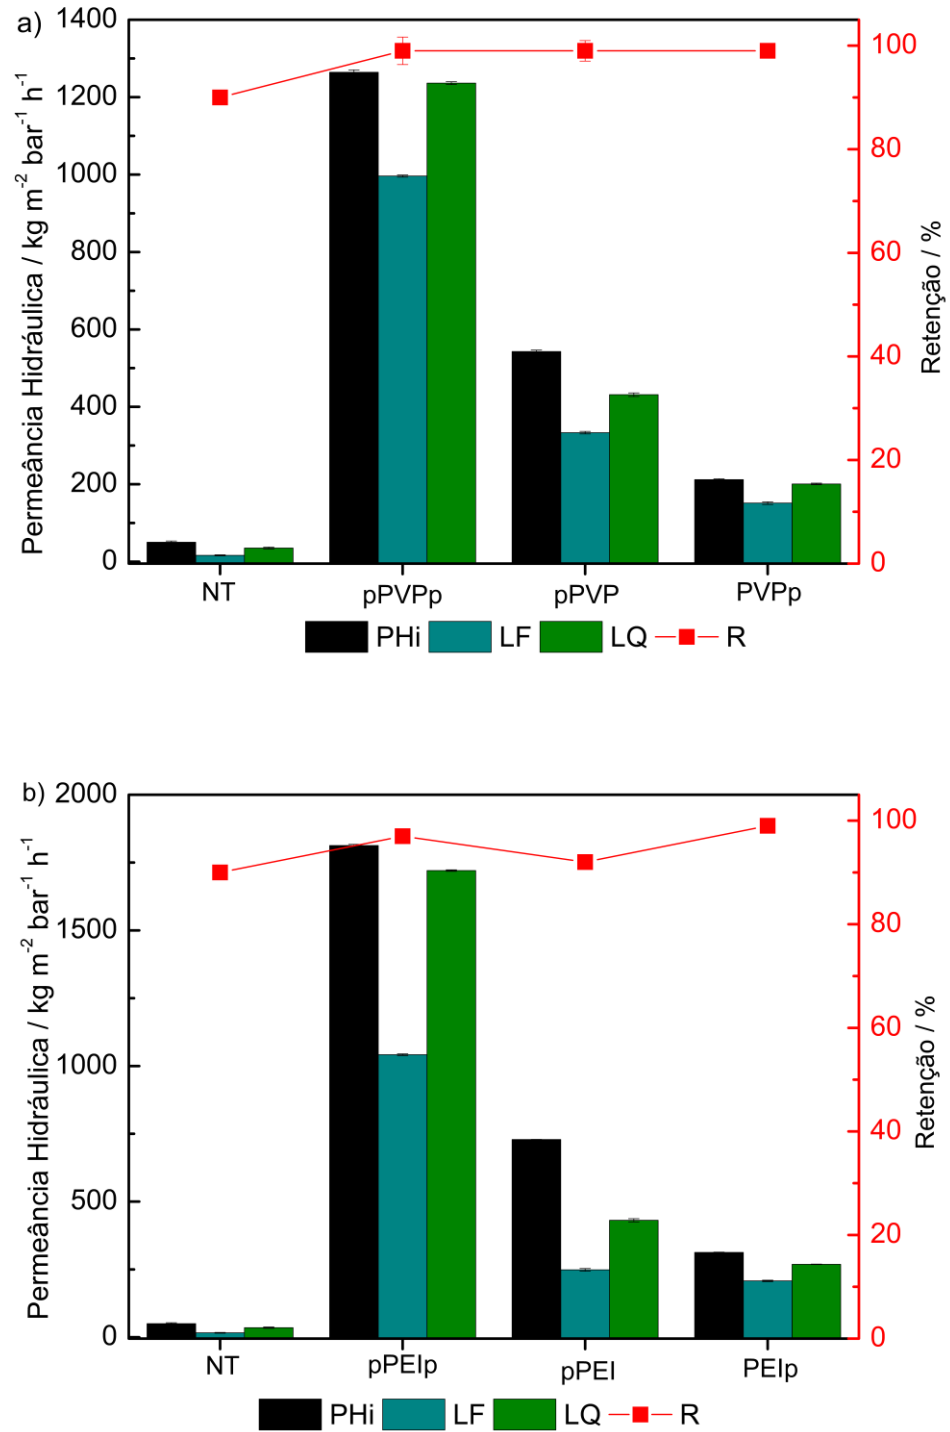 a)
1400
1200
1000
800
600
400
200
0
Permeância Hidráulica / kg m⁻² bar⁻¹ h⁻¹
100
80
60
40
20
0
Retenção / %
NT pPVPp pPVP PVPp
PHi LF LQ R
b)
2000
1500
1000
500
0
Permeância Hidráulica / kg m⁻² bar⁻¹ h⁻¹
100
80
60
40
20
0
Retenção / %
NT pPEIp pPEI PEIp
PHi LF LQ R